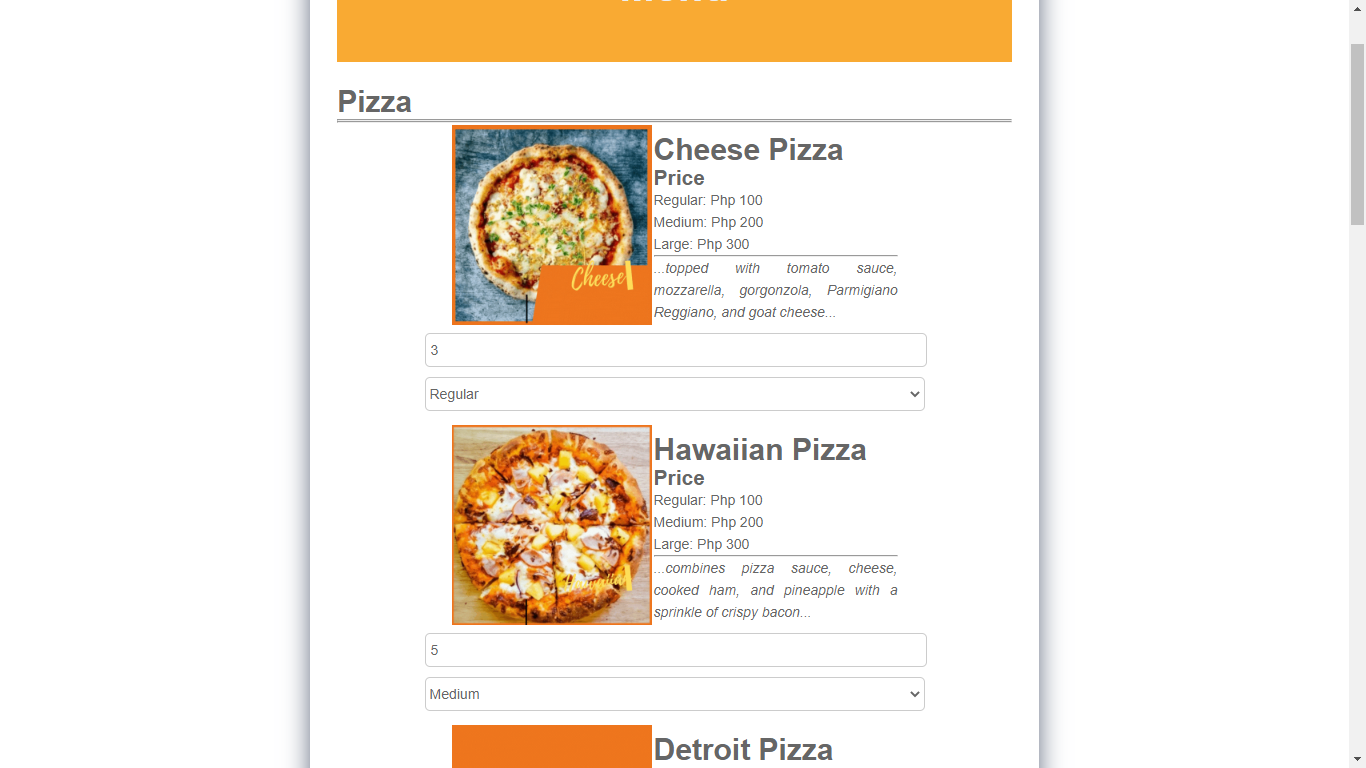 Pizza
Cheese Pizza
Price
Regular: Php 100
Medium: Php 200
Large: Php 300
...topped with tomato sauce,
mozzarella, gorgonzola, Parmigiano
Reggiano, and goat cheese...
Cheese
3
Regular
Hawaiian Pizza
Price
Regular: Php 100
Medium: Php 200
Large: Php 300
...combines pizza sauce, cheese,
cooked ham, and pineapple with a
sprinkle of crispy bacon...
Hawaiian
5
Medium
Detroit Pizza